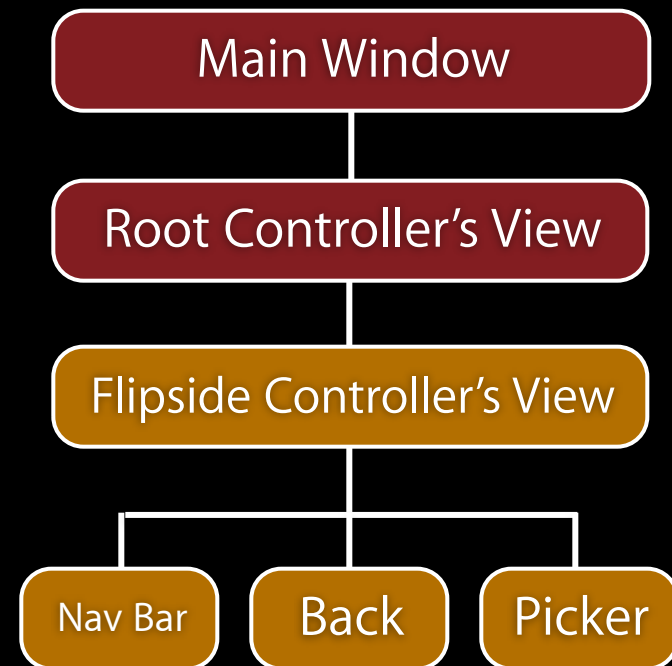 Main Window
Root Controller’s View
Flipside Controller’s View
Nav Bar
Back
Picker